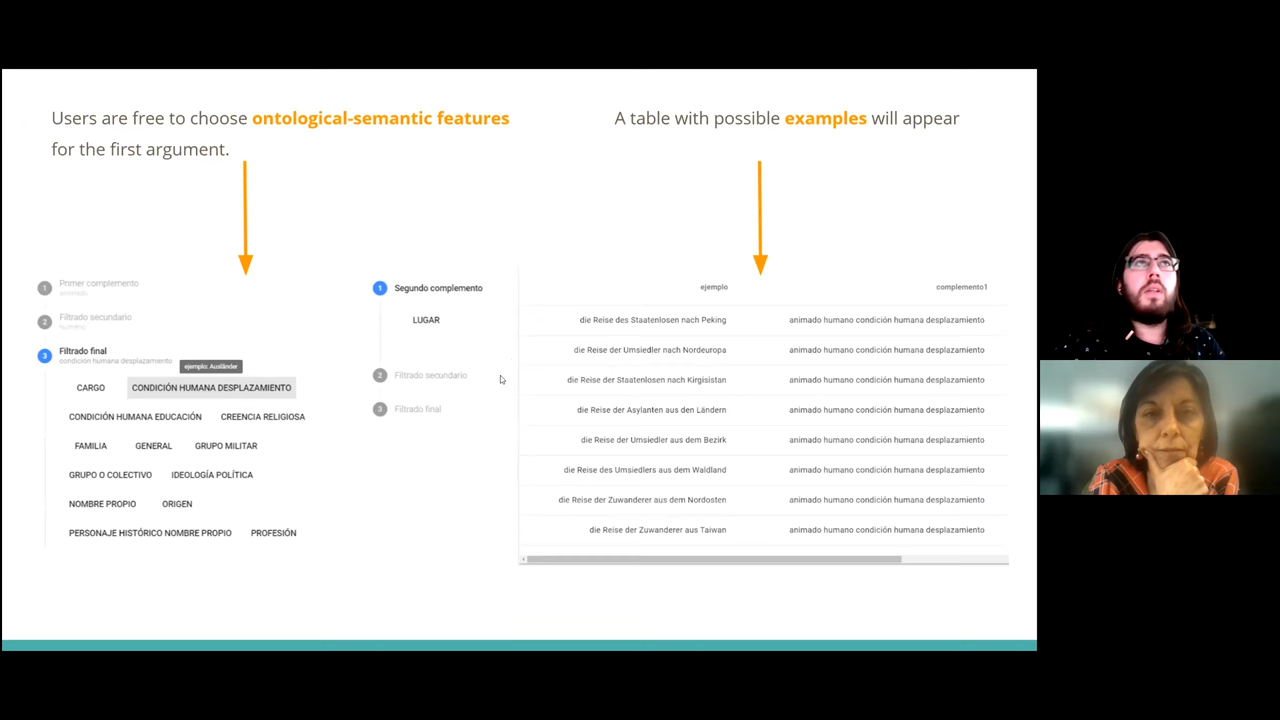 Users are free to choose ontological-semantic features
for the first argument.
A table with possible examples will appear
1 Primer complemento
animado
2 Filtrado secundario
humano
3 Filtrado final
condición humana desplazamiento
ejemplo: Ausländer
CARGO CONDICIÓN HUMANA DESPLAZAMIENTO
CONDICIÓN HUMANA EDUCACIÓN CREENCIA RELIGIOSA
FAMILIA GENERAL GRUPO MILITAR
GRUPO O COLECTIVO IDEOLOGÍA POLÍTICA
NOMBRE PROPIO ORIGEN
PERSONAJE HISTÓRICO NOMBRE PROPIO PROFESIÓN
1 Segundo complemento
LUGAR
2 Filtrado secundario
3 Filtrado final
ejemplo complemento1
die Reise des Staatenlosen nach Peking animado humano condición humana desplazamiento
die Reise der Umsiedler nach Nordeuropa animado humano condición humana desplazamiento
die Reise der Staatenlosen nach Kirgisistan animado humano condición humana desplazamiento
die Reise der Asylanten aus den Ländern animado humano condición humana desplazamiento
die Reise der Umsiedler aus dem Bezirk animado humano condición humana desplazamiento
die Reise des Umsiedlers aus dem Waldland animado humano condición humana desplazamiento
die Reise der Zuwanderer aus dem Nordosten animado humano condición humana desplazamiento
die Reise der Zuwanderer aus Taiwan animado humano condición humana desplazamiento